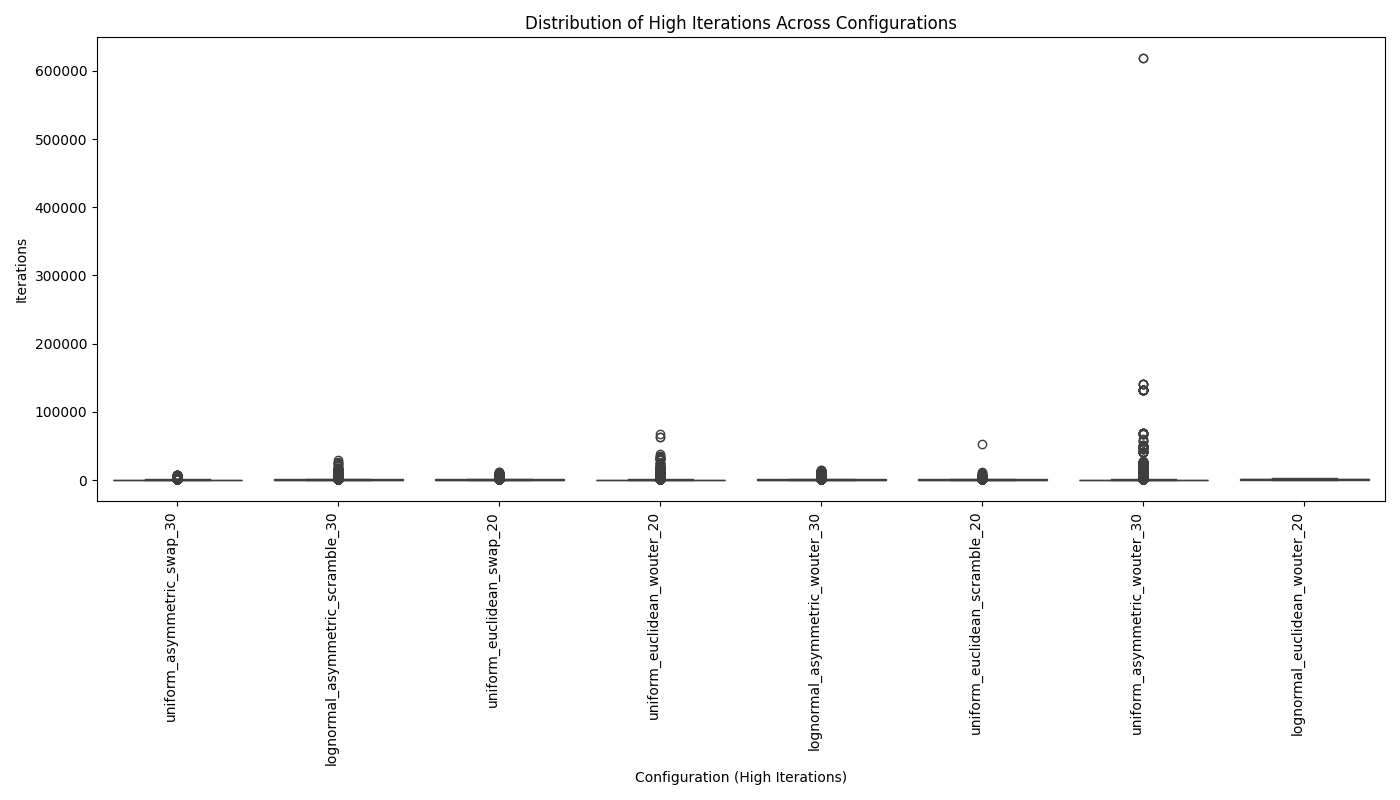 Distribution of High Iterations Across Configurations
Iterations
600000
500000
400000
300000
200000
100000
0
uniform_asymmetric_swap_30
lognormal_asymmetric_scramble_30
uniform_euclidean_swap_20
uniform_euclidean_wouter_20
lognormal_asymmetric_wouter_30
uniform_euclidean_scramble_20
uniform_asymmetric_wouter_30
lognormal_euclidean_wouter_20
Configuration (High Iterations)